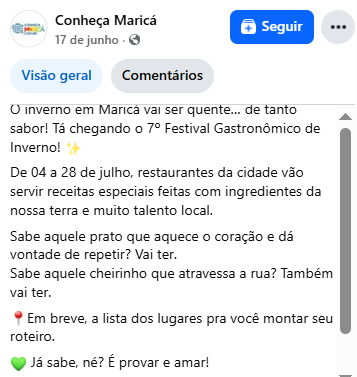 Conheça Maricá
17 de junho ·
Seguir
Visão geral
Comentários
O inverno em Maricá vai ser quente... de tanto
sabor! Tá chegando o 7º Festival Gastronômico de
Inverno! ✨
De 04 a 28 de julho, restaurantes da cidade vão
servir receitas especiais feitas com ingredientes da
nossa terra e muito talento local.
Sabe aquele prato que aquece o coração e dá
vontade de repetir? Vai ter.
Sabe aquele cheirinho que atravessa a rua? Também
vai ter.
📍Em breve, a lista dos lugares pra você montar seu
roteiro.
💚 Já sabe, né? É provar e amar!